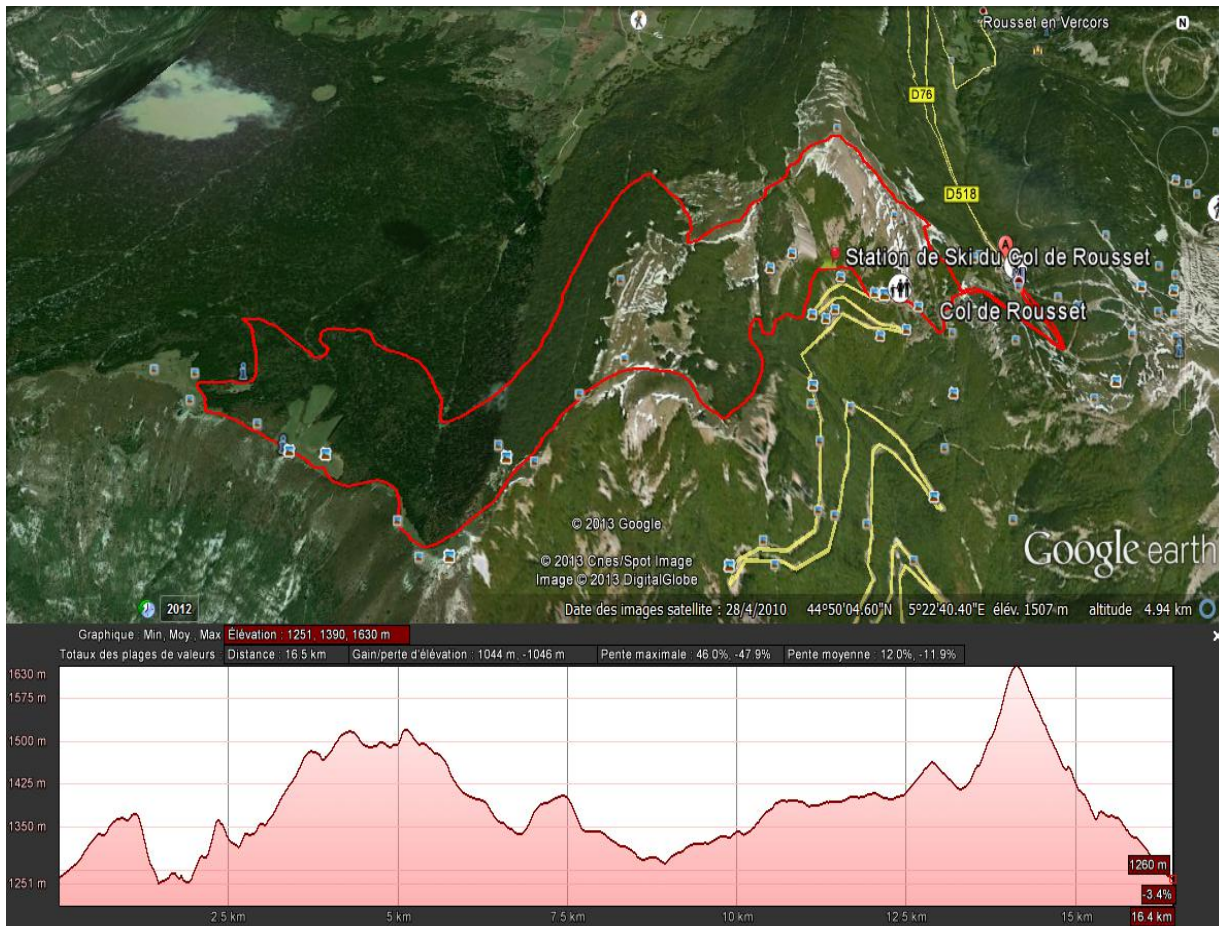 Rousset en Vercors
N
D76
D518
A
Station de Ski du Col de Rousset
Col de Rousset
© 2013 Google
© 2013 Cnes/Spot Image
Image © 2013 DigitalGlobe
Google earth
2012
Date des images satellite : 28/4/2010 44°50'04.60"N 5°22'40.40"E élév. 1507 m altitude 4.94 km
Graphique : Min, Moy., Max Élévation : 1251, 1390, 1630 m
Totaux des plages de valeurs : Distance : 16.5 km Gain/perte d'élévation : 1044 m, -1046 m Pente maximale : 46.0%, -47.9% Pente moyenne : 12.0%, -11.9%
1630 m
1575 m
1500 m
1425 m
1350 m
1251 m
1260 m
-3.4%
2.5 km 5 km 7.5 km 10 km 12.5 km 15 km 16.4 km